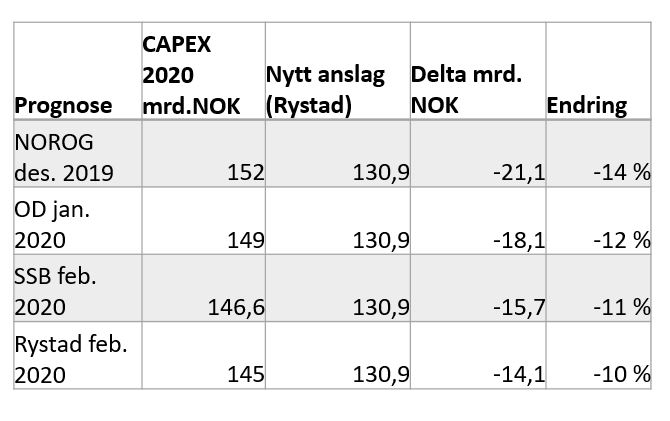 Prognose CAPEX 2020 mrd.NOK Nytt anslag (Rystad) Delta mrd. NOK Endring
NOROG des. 2019 152 130,9 -21,1 -14 %
OD jan. 2020 149 130,9 -18,1 -12 %
SSB feb. 2020 146,6 130,9 -15,7 -11 %
Rystad feb. 2020 145 130,9 -14,1 -10 %